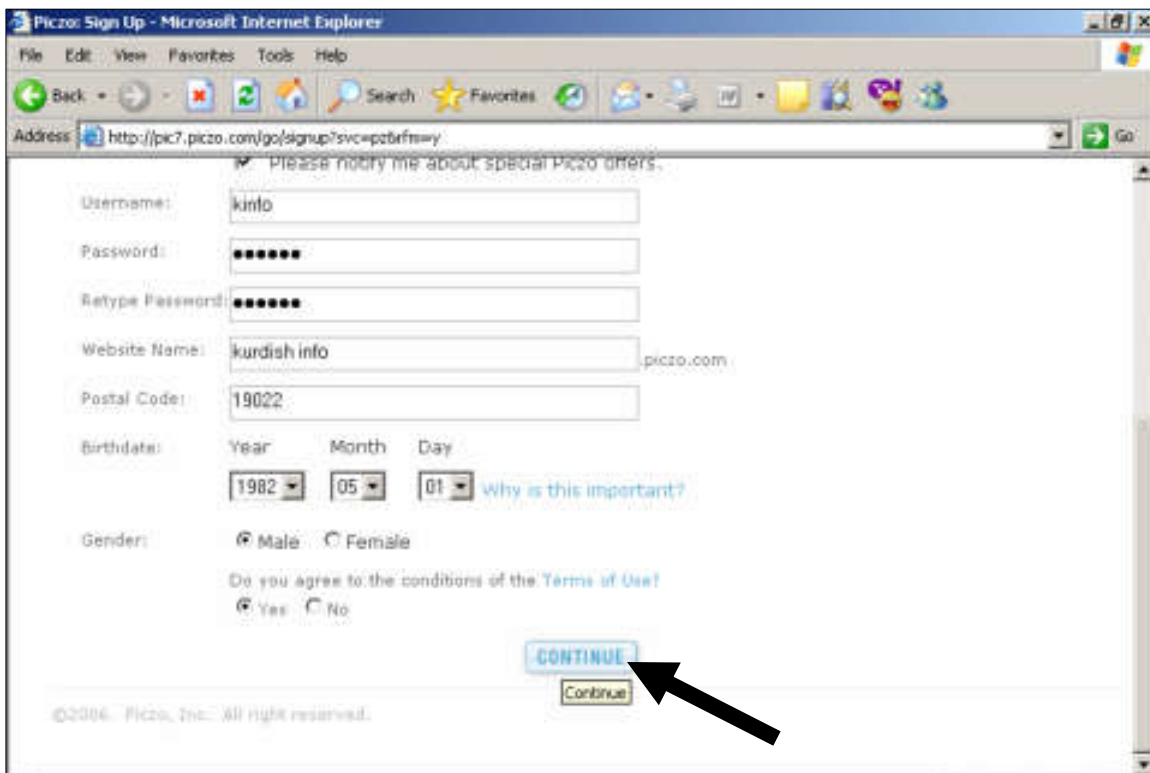 Piczo: Sign Up - Microsoft Internet Explorer
File Edit View Favorites Tools Help
Back Search Favorites
Address http://pic7.piczo.com/go/signup?svc=pz&rfm=y Go
Please notify me about special Piczo offers.
Username: kinfo
Password: ●●●●●●
Retype Password: ●●●●●●
Website Name: kurdish info .piczo.com
Postal Code: 19022
Birthdate: Year Month Day
1982 05 01 Why is this important?
Gender: Male Female
Do you agree to the conditions of the Terms of Use?
Yes No
CONTINUE
Continue
©2006. Piczo, Inc. All right reserved.